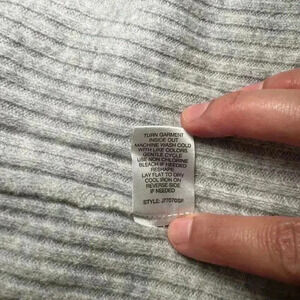 TURN GARMENT
INSIDE OUT
MACHINE WASH COLD
WITH LIKE COLORS
GENTLE CYCLE
USE NON CHLORINE
BLEACH IF NEEDED
RESHAPE
LAY FLAT TO DRY
COOL IRON ON
REVERSE SIDE
IF NEEDED
STYLE: